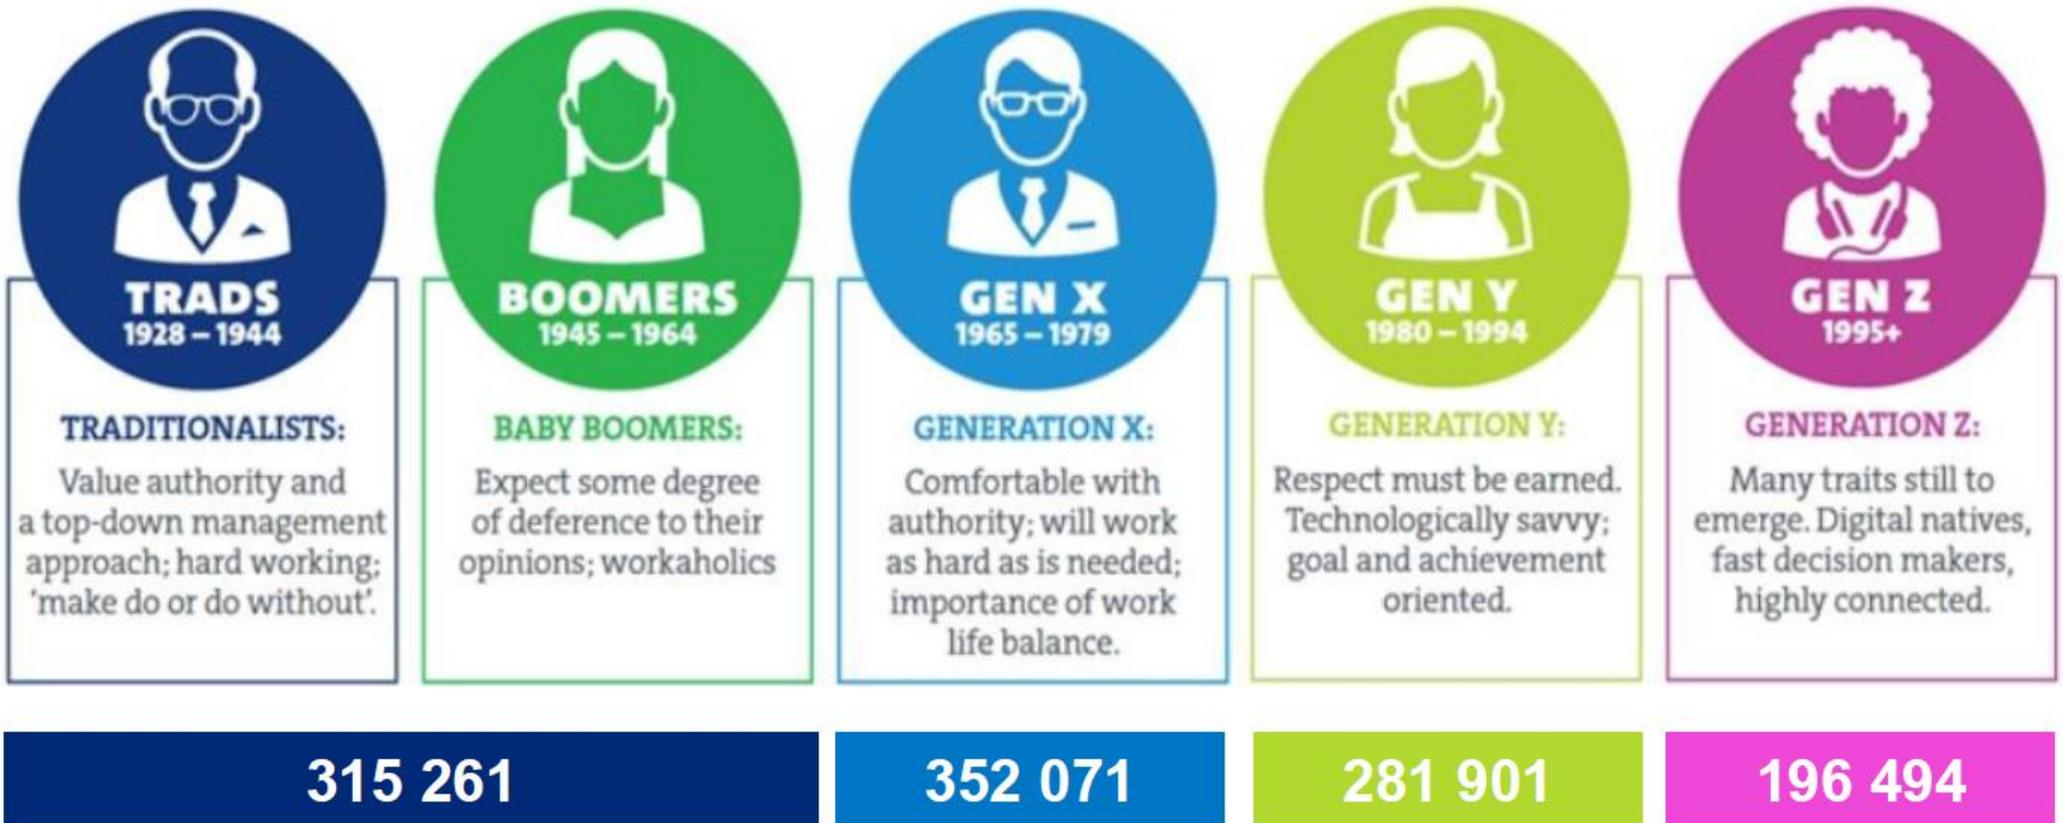 TRADS
1928 – 1944
TRADITIONALISTS:
Value authority and
a top-down management
approach; hard working;
'make do or do without'.
BOOMERS
1945 – 1964
BABY BOOMERS:
Expect some degree
of deference to their
opinions; workaholics
GEN X
1965 – 1979
GENERATION X:
Comfortable with
authority; will work
as hard as is needed;
importance of work
life balance.
GEN Y
1980 – 1994
GENERATION Y:
Respect must be earned.
Technologically savvy;
goal and achievement
oriented.
GEN Z
1995+
GENERATION Z:
Many traits still to
emerge. Digital natives,
fast decision makers,
highly connected.
315 261
352 071
281 901
196 494